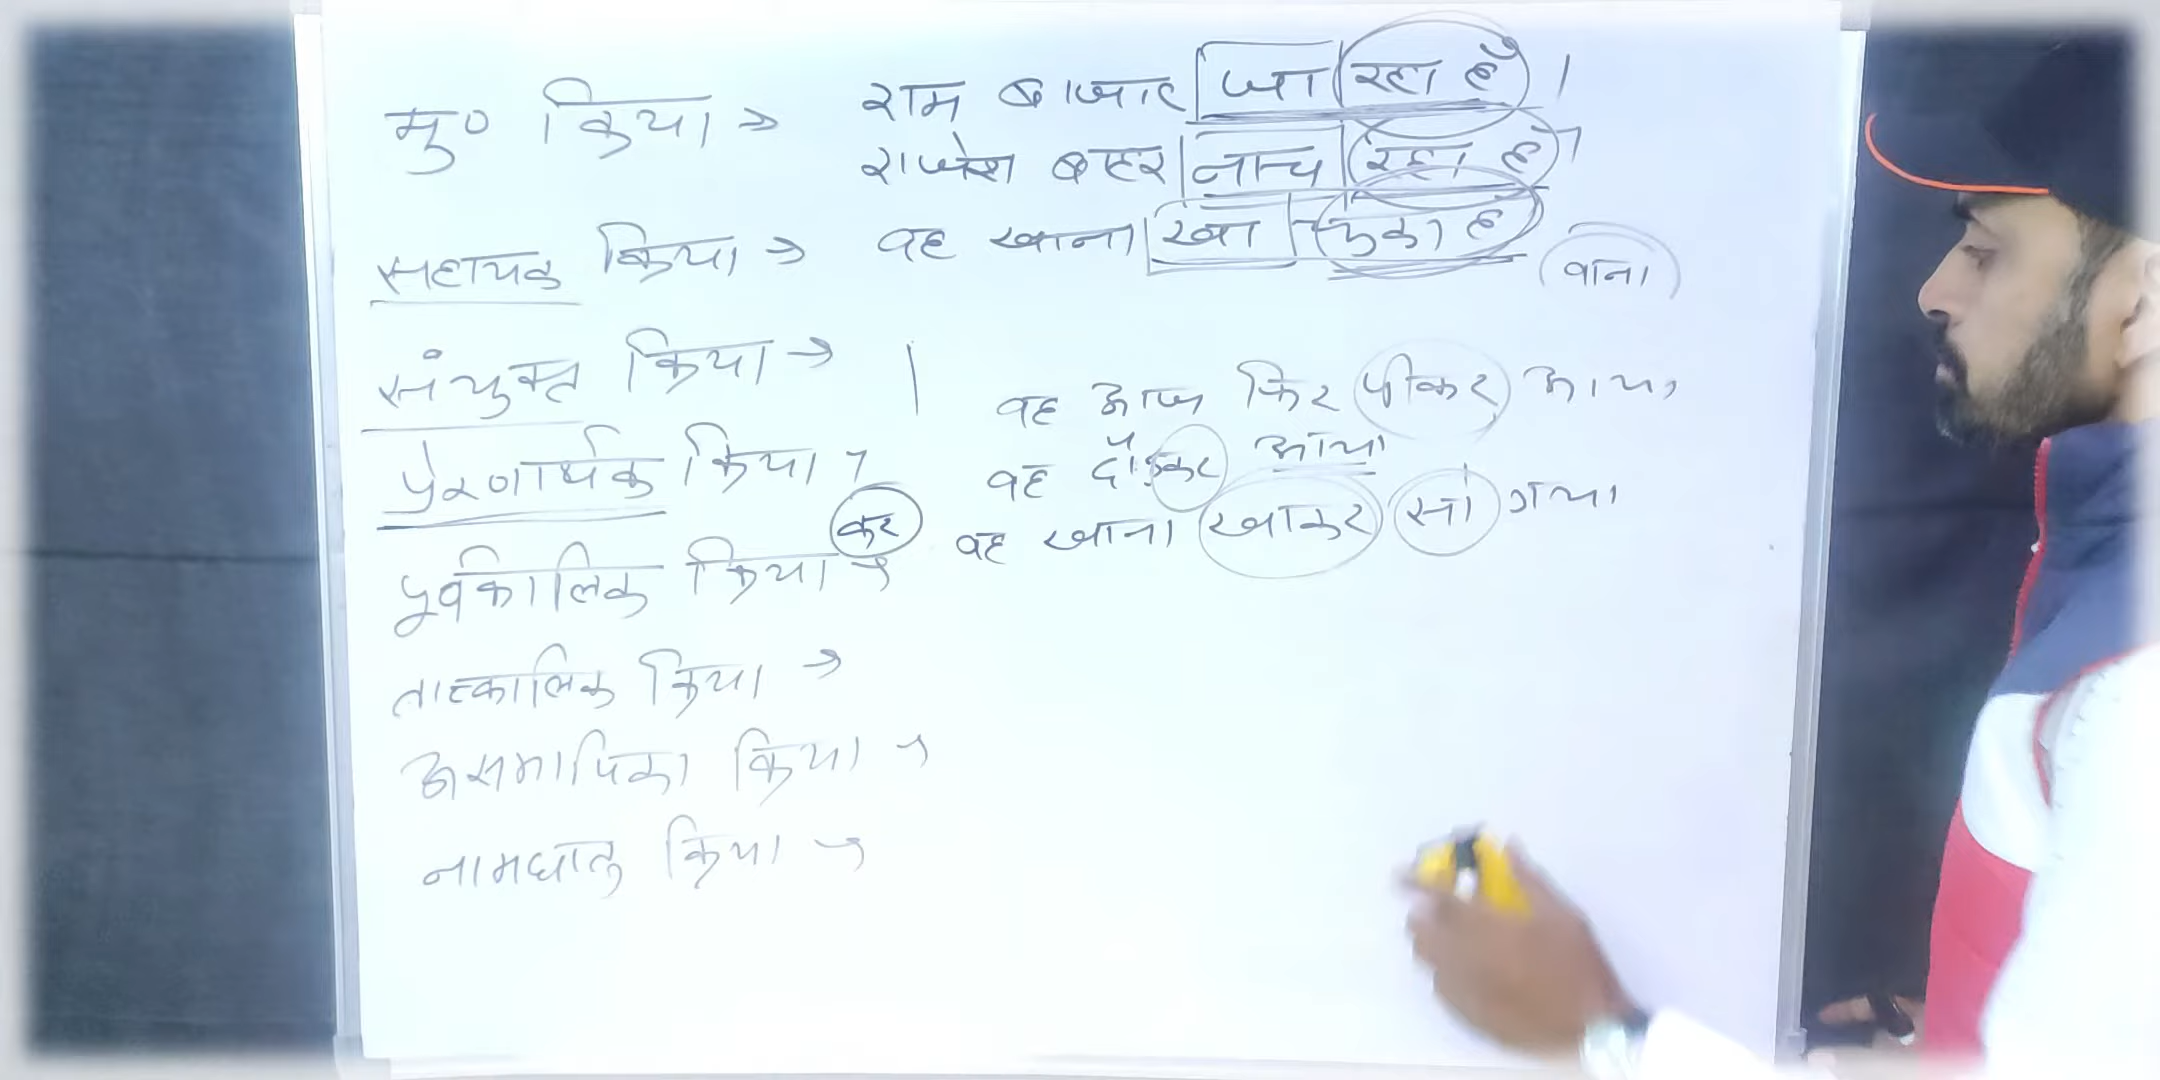 मु० क्रिया → राम बाजार जा रहा है ।
राजेश बाहर नाच रहा है ।
सहायक क्रिया → वह खाना खा चुका है
वाना
संयुक्त क्रिया →
वह आज फिर पीकर आया
प्रेरणार्थक क्रिया → वह दौड़कर आया
कर वह खाना खाकर सो गया
पूर्वकालिक क्रिया →
तात्कालिक क्रिया →
असमापिका क्रिया →
नामधातु क्रिया →